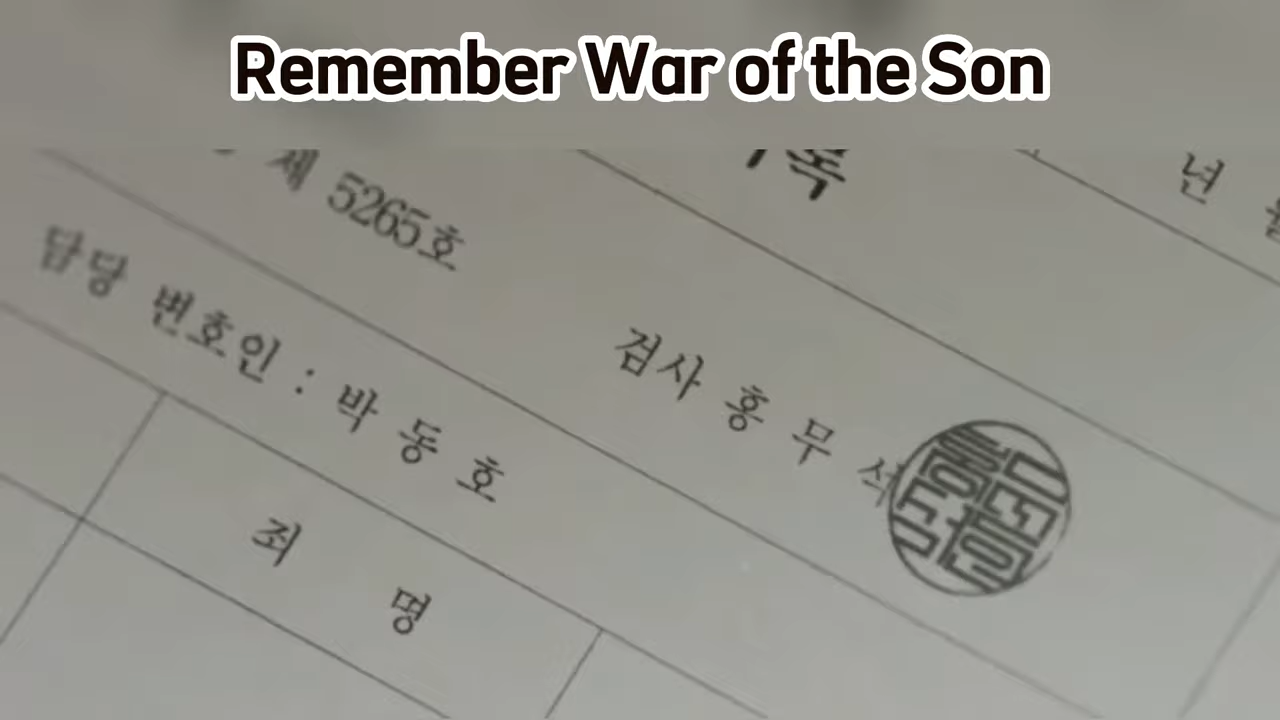 Remember War of the Son
제 5265호
년
담당 변호인 : 박 동 호
검사 홍 무 석
죄 명